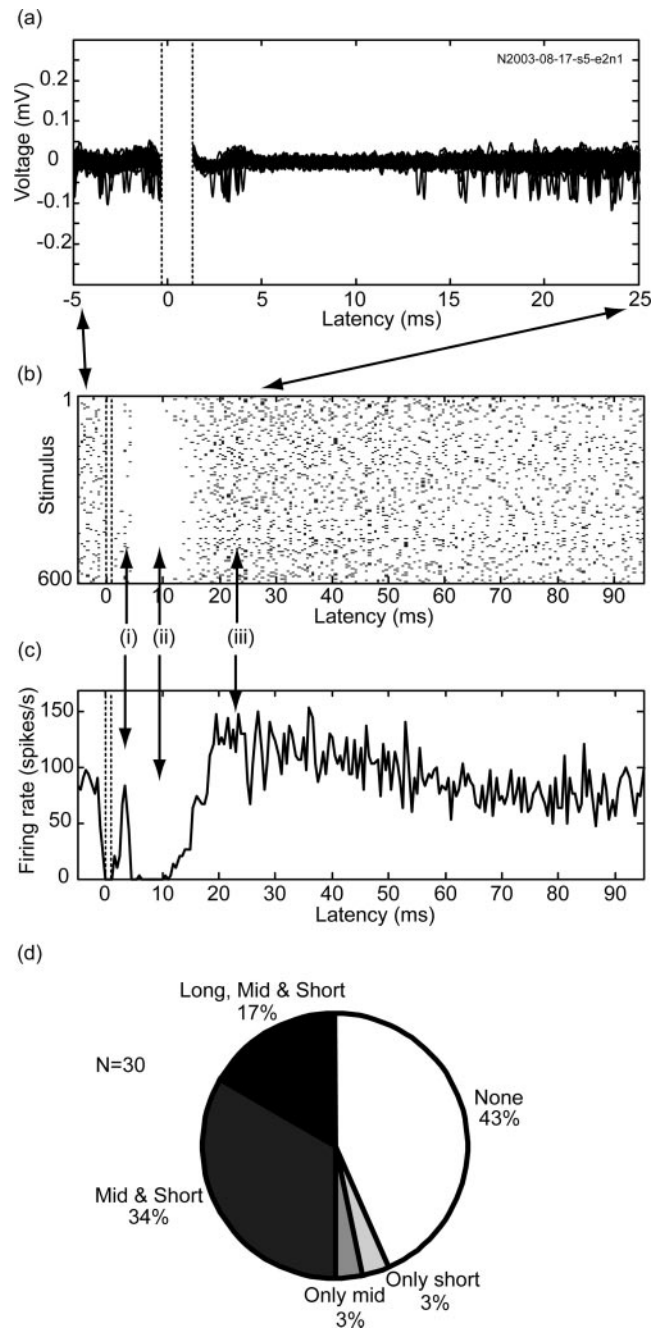 (a)
N2003-08-17-s5-e2n1
Voltage (mV)
0.2
0.1
0
-0.1
-0.2
-5 0 5 10 15 20 25
Latency (ms)
(b)
Stimulus
1
600
0 10 20 30 40 50 60 70 80 90
Latency (ms)
(i) (ii) (iii)
(c)
Firing rate (spikes/s)
150
100
50
0
0 10 20 30 40 50 60 70 80 90
Latency (ms)
(d)
Long, Mid & Short
17%
N=30
None
43%
Mid & Short
34%
Only mid
3%
Only short
3%